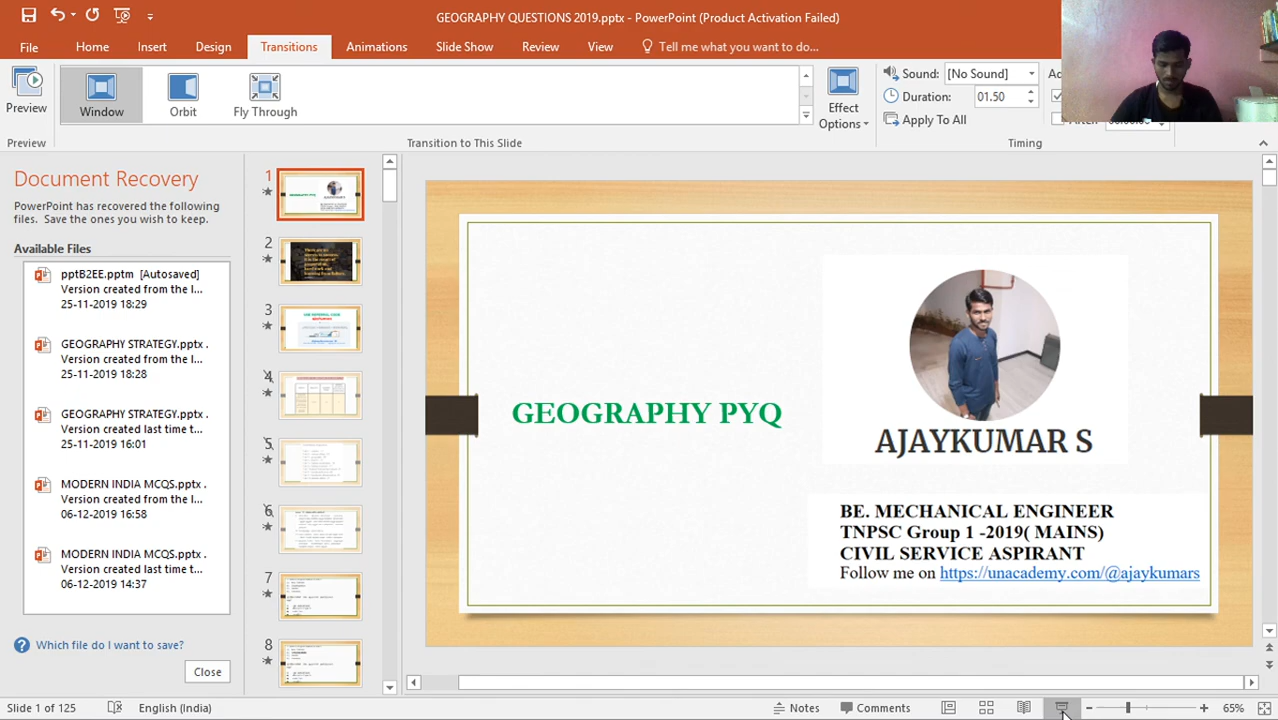 GEOGRAPHY QUESTIONS 2019.pptx - PowerPoint (Product Activation Failed)
File Home Insert Design Transitions Animations Slide Show Review View Tell me what you want to do...
Preview
Window
Orbit
Fly Through
Effect
Options
Sound: [No Sound]
Duration: 01.50
Apply To All
Preview
Transition to This Slide
Timing
Document Recovery
PowerPoint has recovered the following
files. Save the ones you wish to keep.
Available Files
pptB2EE.pptm [Autosaved]
Version created from the l...
25-11-2019 18:29
GEOGRAPHY STRATEGY.pptx .
Version created from the l...
25-11-2019 18:28
GEOGRAPHY STRATEGY.pptx .
Version created last time t...
25-11-2019 16:01
MODERN INDIA MCQS.pptx .
Version created from the l...
06-12-2019 16:58
MODERN INDIA MCQS.pptx .
Version created last time t...
06-12-2019 14:37
Which file do I want to save?
Close
1
2
3
4
5
6
7
8
GEOGRAPHY PYQ
AJAYKUMAR S
BE. MECHANICAL ENGINEER
TNPSC Group 1 -2019( MAINS)
CIVIL SERVICE ASPIRANT
Follow me on https://unacademy.com/@ajaykumars
Slide 1 of 125 English (India) Notes Comments 65%